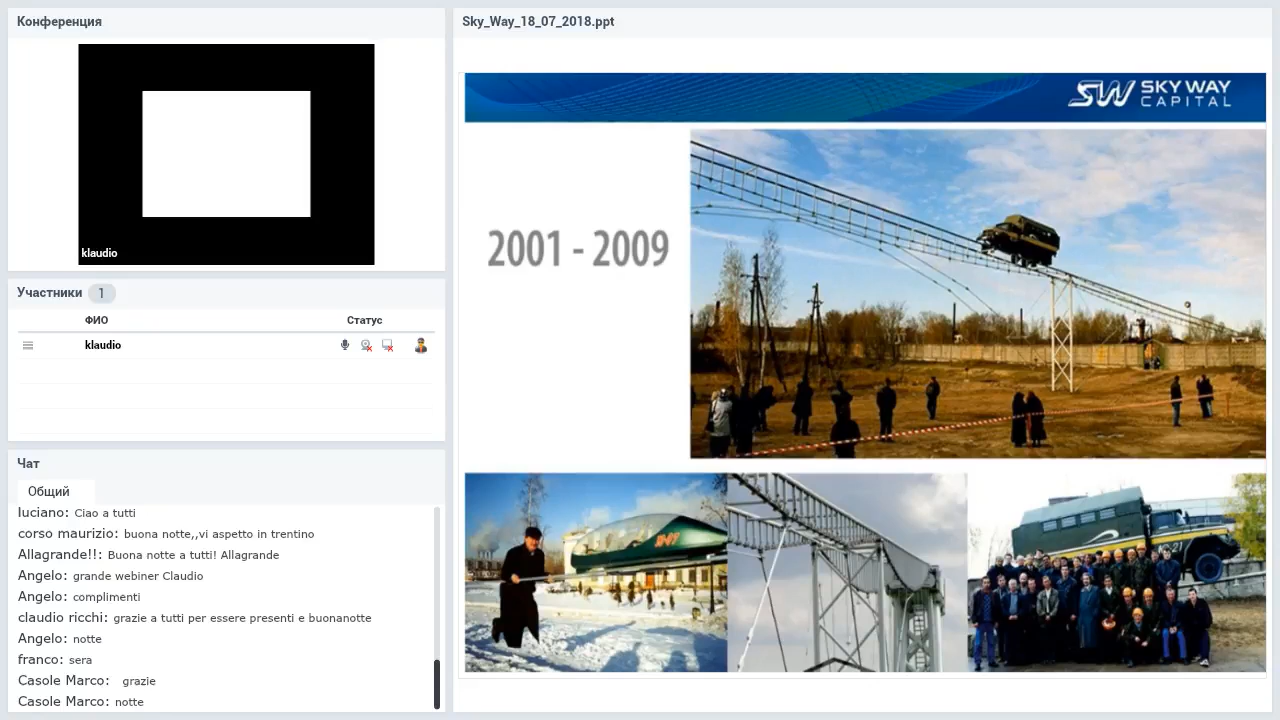 Конференция
klaudio
Участники 1
ФИО Статус
klaudio
Чат
Общий
luciano: Ciao a tutti
corso maurizio: buona notte,,vi aspetto in trentino
Allagrande!!: Buona notte a tutti! Allagrande
Angelo: grande webiner Claudio
Angelo: complimenti
claudio ricchi: grazie a tutti per essere presenti e buonanotte
Angelo: notte
franco: sera
Casole Marco: grazie
Casole Marco: notte
Sky_Way_18_07_2018.ppt
SW SKY WAY
CAPITAL
2001 - 2009